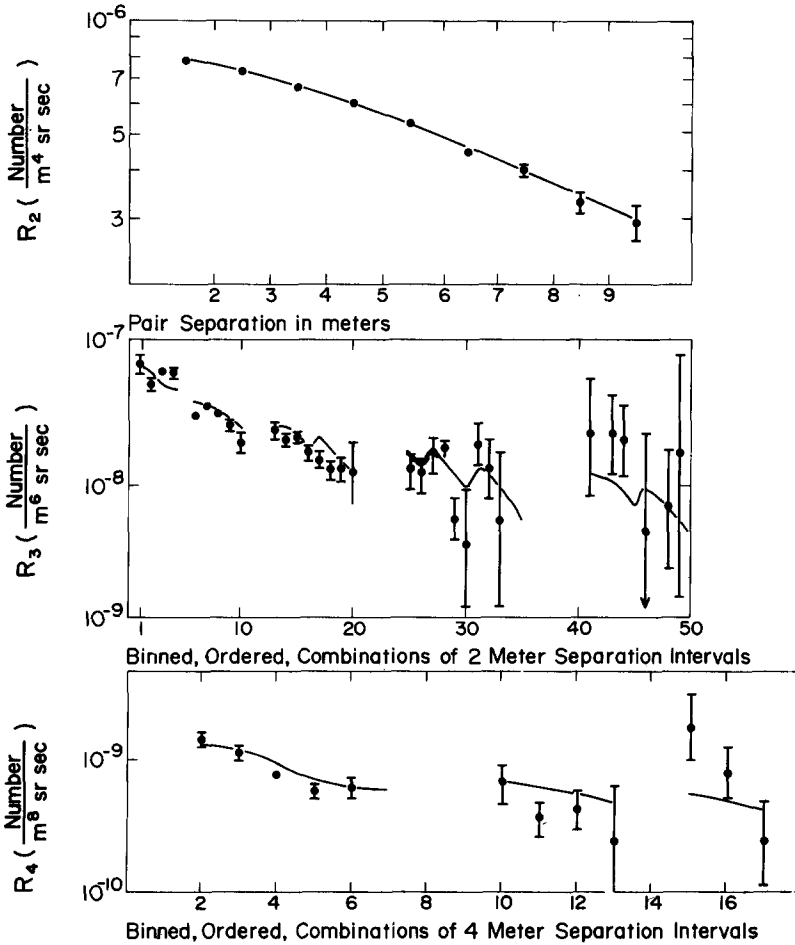 10⁻⁶
7
5
3
R₂ ( Number / m⁴ sr sec )
2 3 4 5 6 7 8 9
Pair Separation in meters
10⁻⁷
10⁻⁸
10⁻⁹
R₃ ( Number / m⁶ sr sec )
1 10 20 30 40 50
Binned, Ordered, Combinations of 2 Meter Separation Intervals
10⁻⁹
10⁻¹⁰
R₄ ( Number / m⁸ sr sec )
2 4 6 8 10 12 14 16
Binned, Ordered, Combinations of 4 Meter Separation Intervals